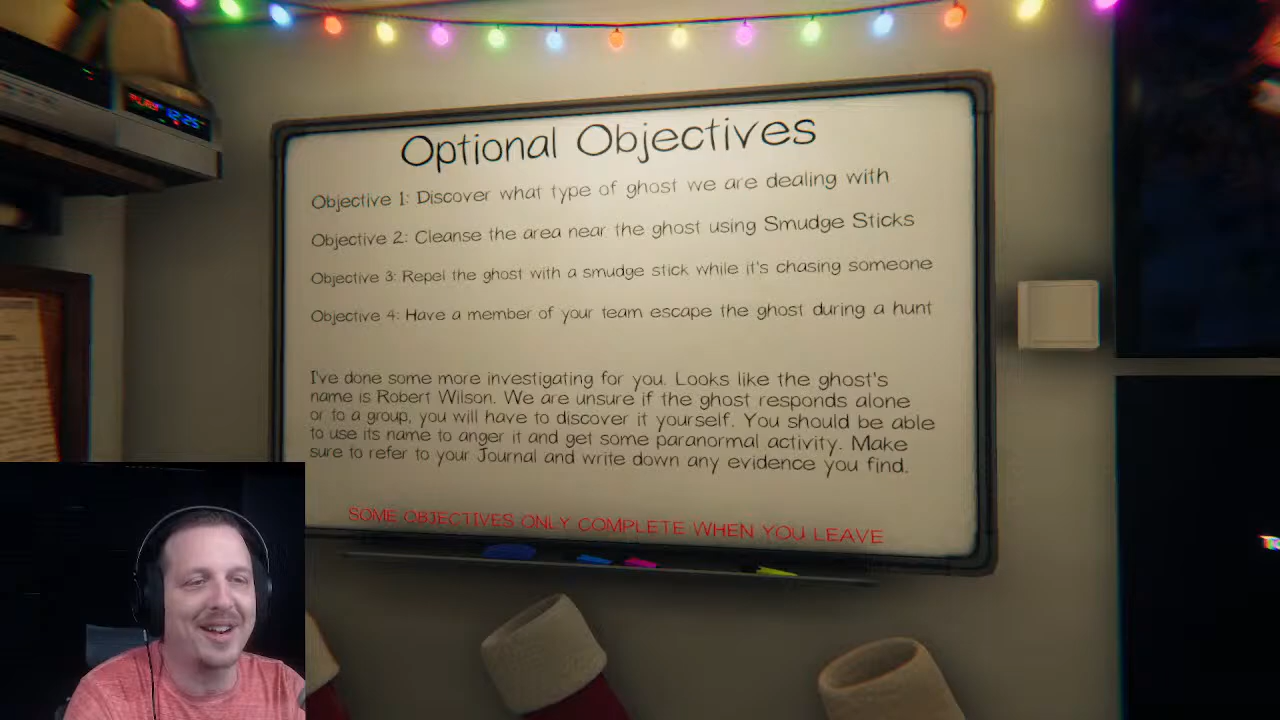 Optional Objectives
Objective 1: Discover what type of ghost we are dealing with
Objective 2: Cleanse the area near the ghost using Smudge Sticks
Objective 3: Repel the ghost with a smudge stick while it's chasing someone
Objective 4: Have a member of your team escape the ghost during a hunt
I've done some more investigating for you. Looks like the ghost's
name is Robert Wilson. We are unsure if the ghost responds alone
or to a group, you will have to discover it yourself. You should be able
to use its name to anger it and get some paranormal activity. Make
sure to refer to your Journal and write down any evidence you find.
SOME OBJECTIVES ONLY COMPLETE WHEN YOU LEAVE
12:25